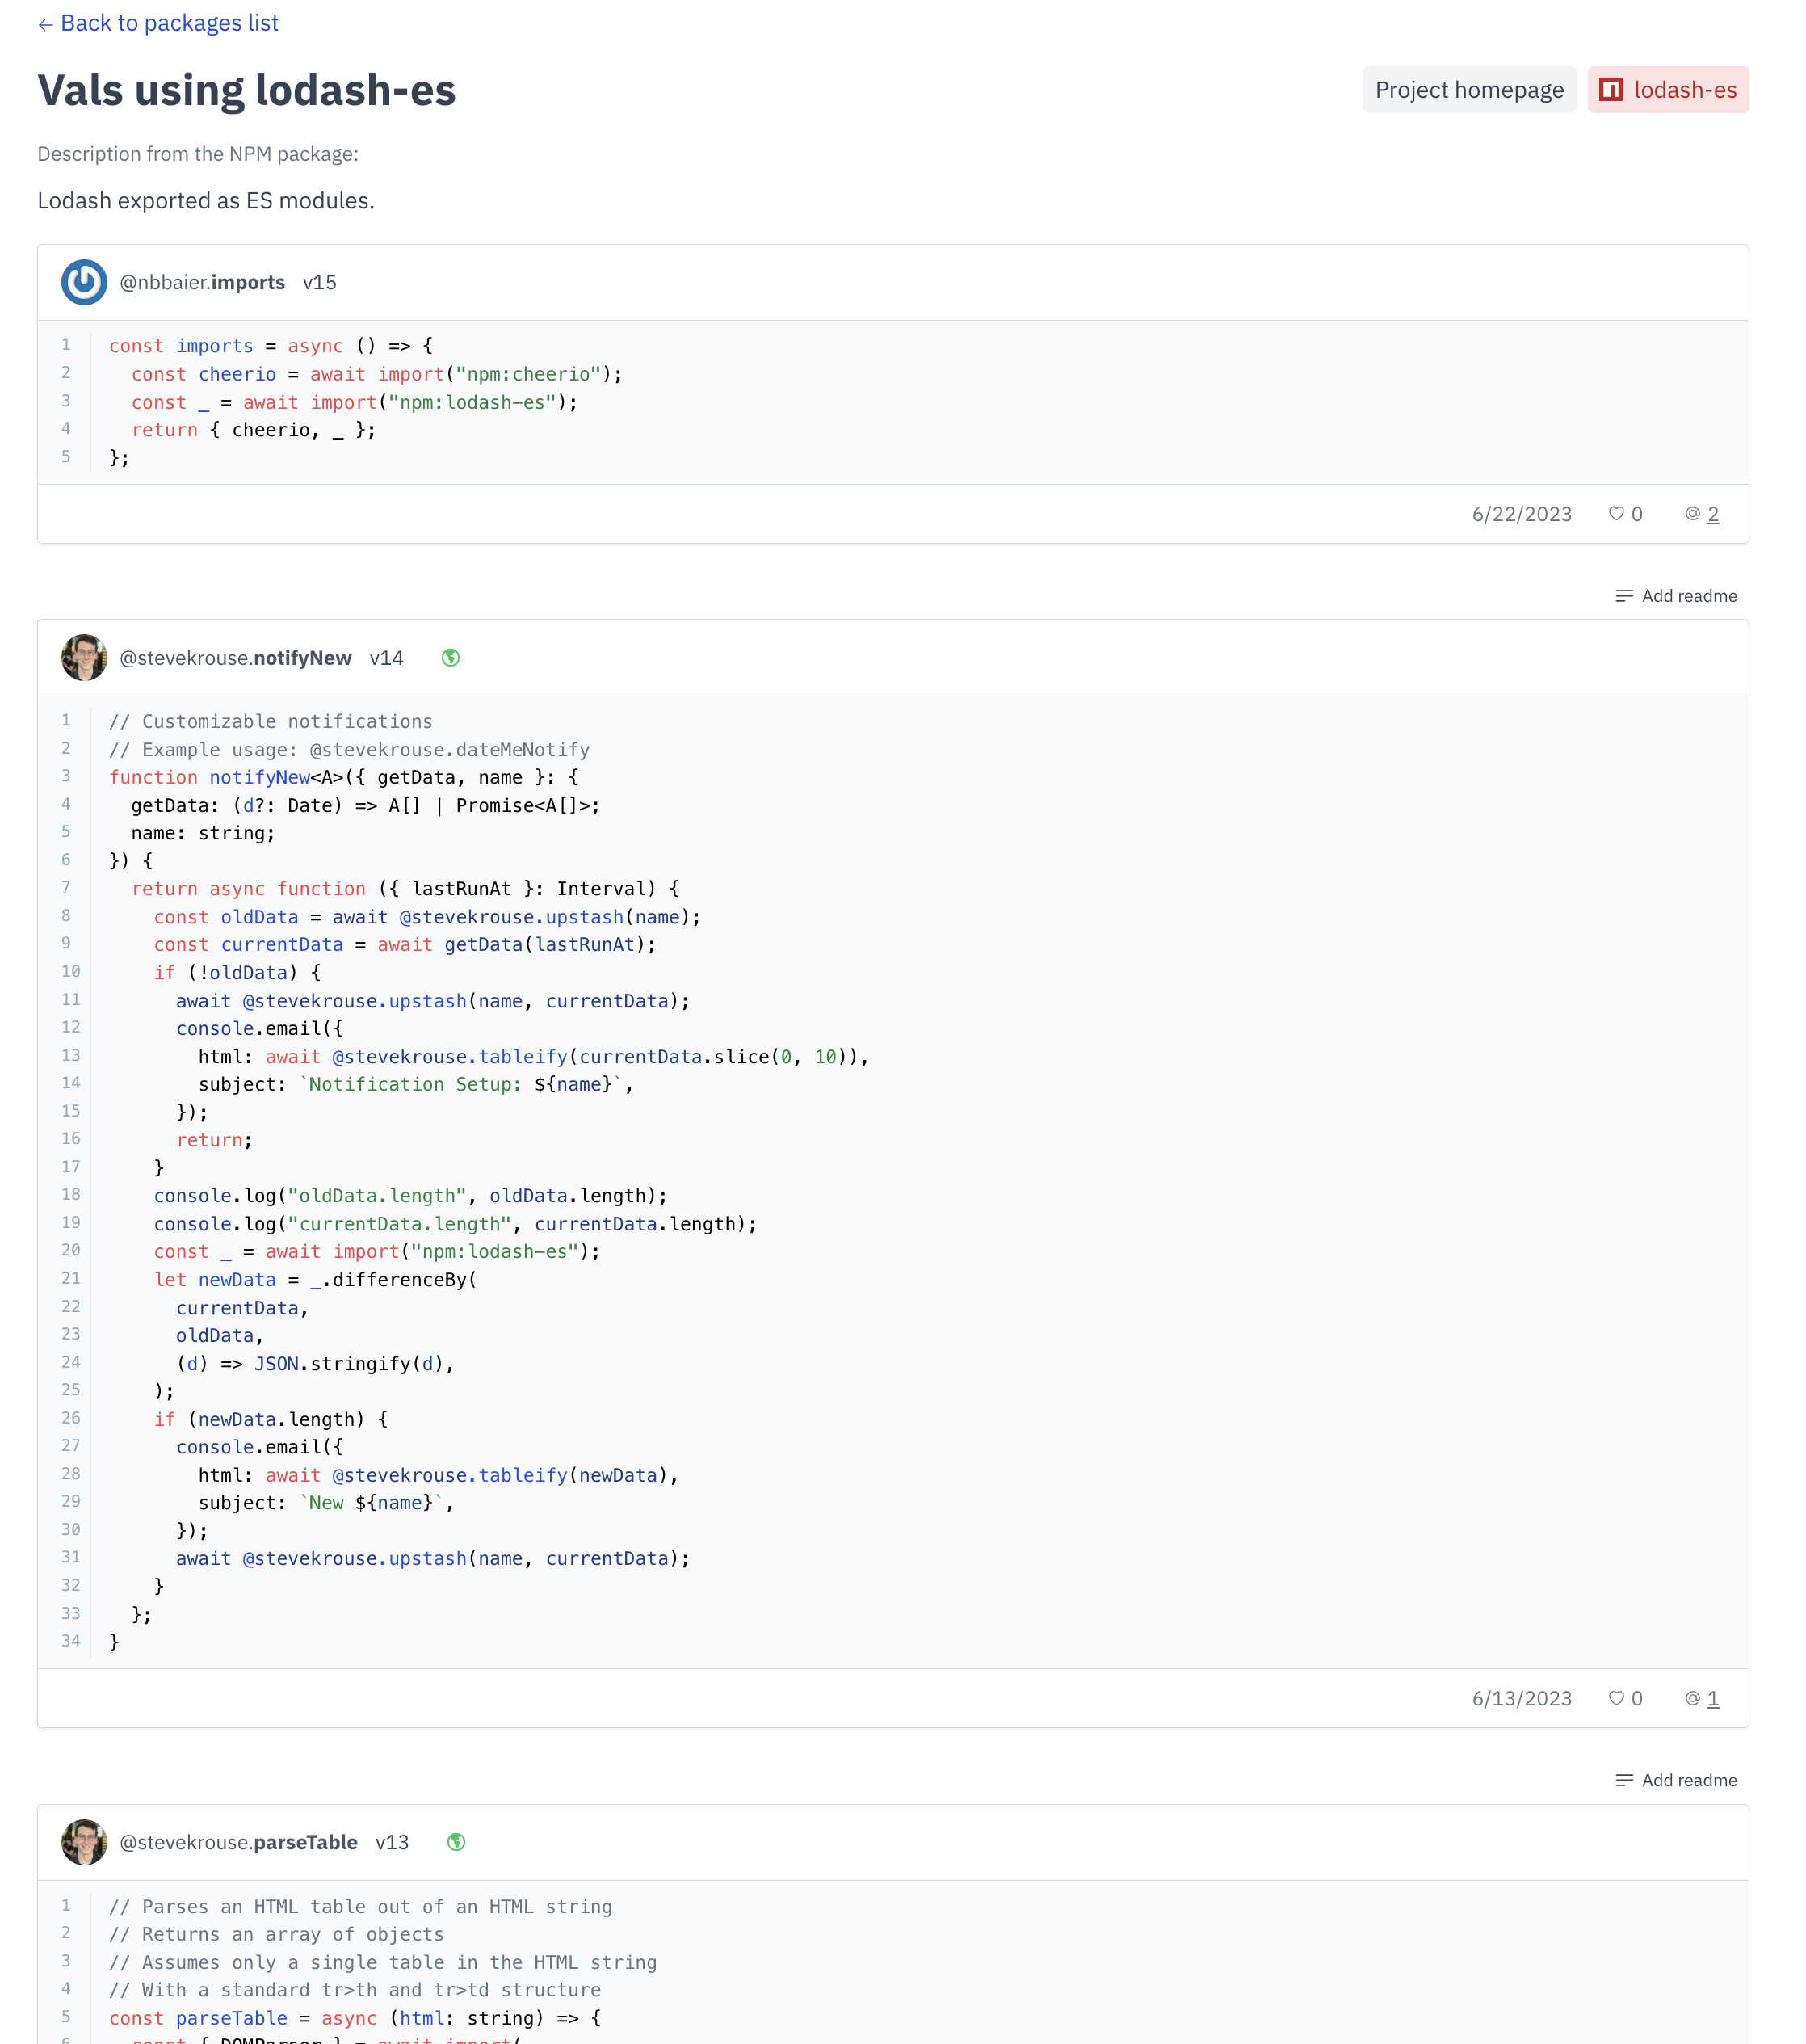 ← Back to packages list
Vals using lodash-es
Project homepage
lodash-es
Description from the NPM package:
Lodash exported as ES modules.
@nbbaier.imports v15
1 const imports = async () => {
2   const cheerio = await import("npm:cheerio");
3   const _ = await import("npm:lodash-es");
4   return { cheerio, _ };
5 };
6/22/2023 0 @ 2
Add readme
@stevekrouse.notifyNew v14
1 // Customizable notifications
2 // Example usage: @stevekrouse.dateMeNotify
3 function notifyNew<A>({ getData, name }: {
4   getData: (d?: Date) => A[] | Promise<A[]>;
5   name: string;
6 }) {
7   return async function ({ lastRunAt }: Interval) {
8     const oldData = await @stevekrouse.upstash(name);
9     const currentData = await getData(lastRunAt);
10     if (!oldData) {
11       await @stevekrouse.upstash(name, currentData);
12       console.email({
13         html: await @stevekrouse.tableify(currentData.slice(0, 10)),
14         subject: `Notification Setup: ${name}`,
15       });
16       return;
17     }
18     console.log("oldData.length", oldData.length);
19     console.log("currentData.length", currentData.length);
20     const _ = await import("npm:lodash-es");
21     let newData = _.differenceBy(
22       currentData,
23       oldData,
24       (d) => JSON.stringify(d),
25     );
26     if (newData.length) {
27       console.email({
28         html: await @stevekrouse.tableify(newData),
29         subject: `New ${name}`,
30       });
31       await @stevekrouse.upstash(name, currentData);
32     }
33   };
34 }
6/13/2023 0 @ 1
Add readme
@stevekrouse.parseTable v13
1 // Parses an HTML table out of an HTML string
2 // Returns an array of objects
3 // Assumes only a single table in the HTML string
4 // With a standard tr>th and tr>td structure
5 const parseTable = async (html: string) => {
6   const { DOMParser } = await import(